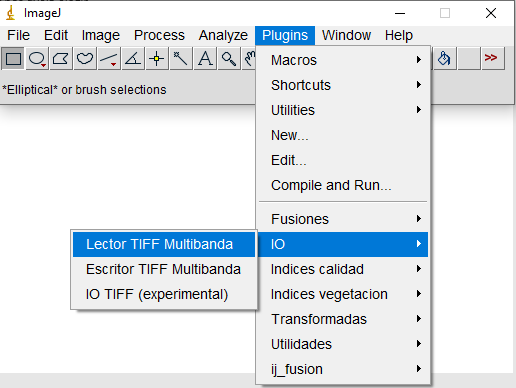 ImageJ
File Edit Image Process Analyze Plugins Window Help
A >>
*Elliptical* or brush selections
Macros
Shortcuts
Utilities
New...
Edit...
Compile and Run...
Fusiones
IO
Indices calidad
Indices vegetacion
Transformadas
Utilidades
ij_fusion
Lector TIFF Multibanda
Escritor TIFF Multibanda
IO TIFF (experimental)